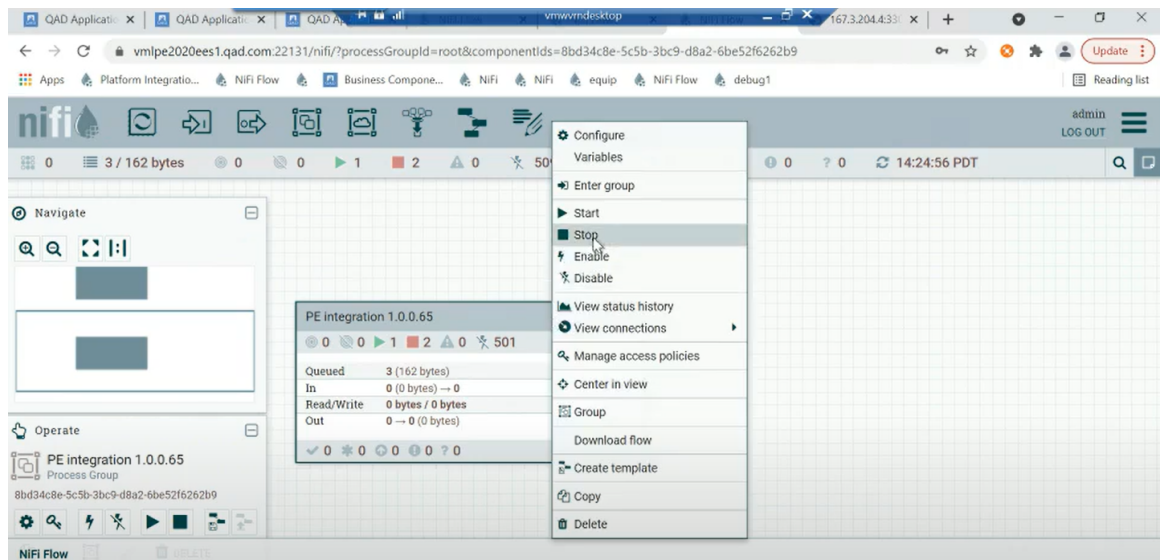 QAD Applicatic
QAD Applicatic
QAD Ap
vmwvrndesktop
167.3.204.4:33
vmlpe2020ees1.qad.com:22131/nifi/?processGroupId=root&componentIds=8bd34c8e-5c5b-3bc9-d8a2-6be52f6262b9
Update
Apps
Platform Integratio...
NiFi Flow
Business Compone...
NiFi
NiFi
equip
NiFi Flow
debug1
Reading list
nifi
admin
LOG OUT
0
3 / 162 bytes
0
0
1
2
0
50
0
? 0
14:24:56 PDT
Navigate
Operate
PE integration 1.0.0.65
Process Group
8bd34c8e-5c5b-3bc9-d8a2-6be52f6262b9
NiFi Flow
DELETE
PE integration 1.0.0.65
0 0 1 2 0 501
Queued 3 (162 bytes)
In 0 (0 bytes) → 0
Read/Write 0 bytes / 0 bytes
Out 0 → 0 (0 bytes)
0 0 0 0 ? 0
Configure
Variables
Enter group
Start
Stop
Enable
Disable
View status history
View connections
Manage access policies
Center in view
Group
Download flow
Create template
Copy
Delete